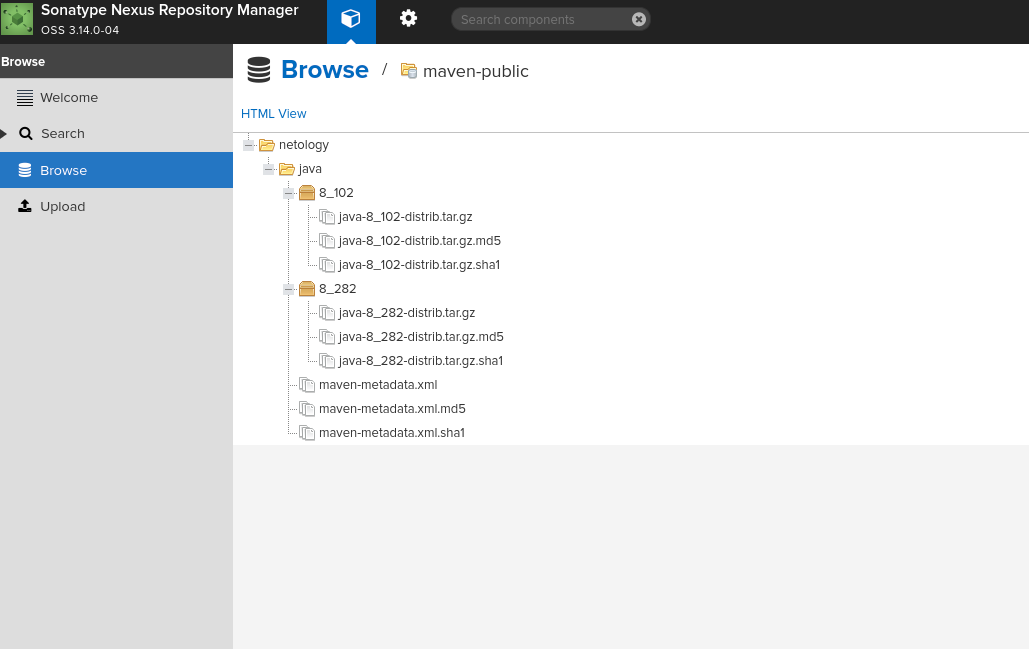 Sonatype Nexus Repository Manager
OSS 3.14.0-04
Search components
Browse
Welcome
Search
Browse
Upload
Browse / maven-public
HTML View
netology
java
8_102
java-8_102-distrib.tar.gz
java-8_102-distrib.tar.gz.md5
java-8_102-distrib.tar.gz.sha1
8_282
java-8_282-distrib.tar.gz
java-8_282-distrib.tar.gz.md5
java-8_282-distrib.tar.gz.sha1
maven-metadata.xml
maven-metadata.xml.md5
maven-metadata.xml.sha1